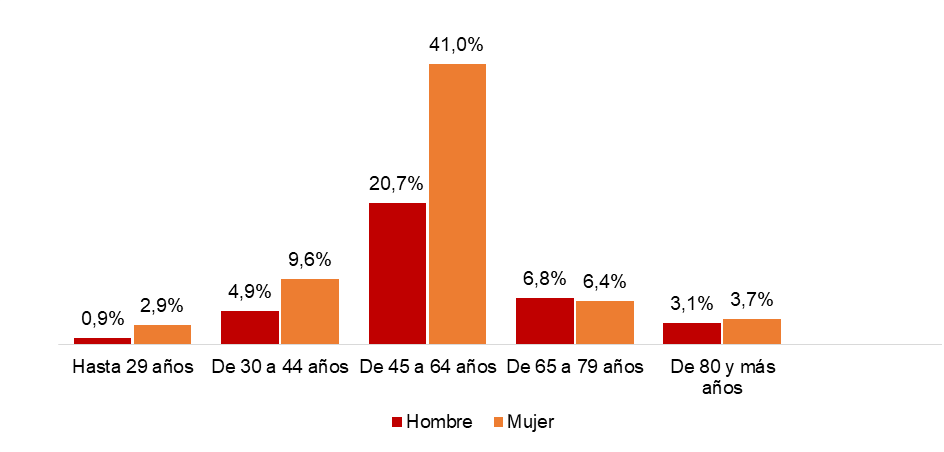 41,0%
20,7%
9,6%
4,9%
6,8%
6,4%
0,9%
2,9%
3,1%
3,7%
Hasta 29 años
De 30 a 44 años
De 45 a 64 años
De 65 a 79 años
De 80 y más
años
Hombre
Mujer